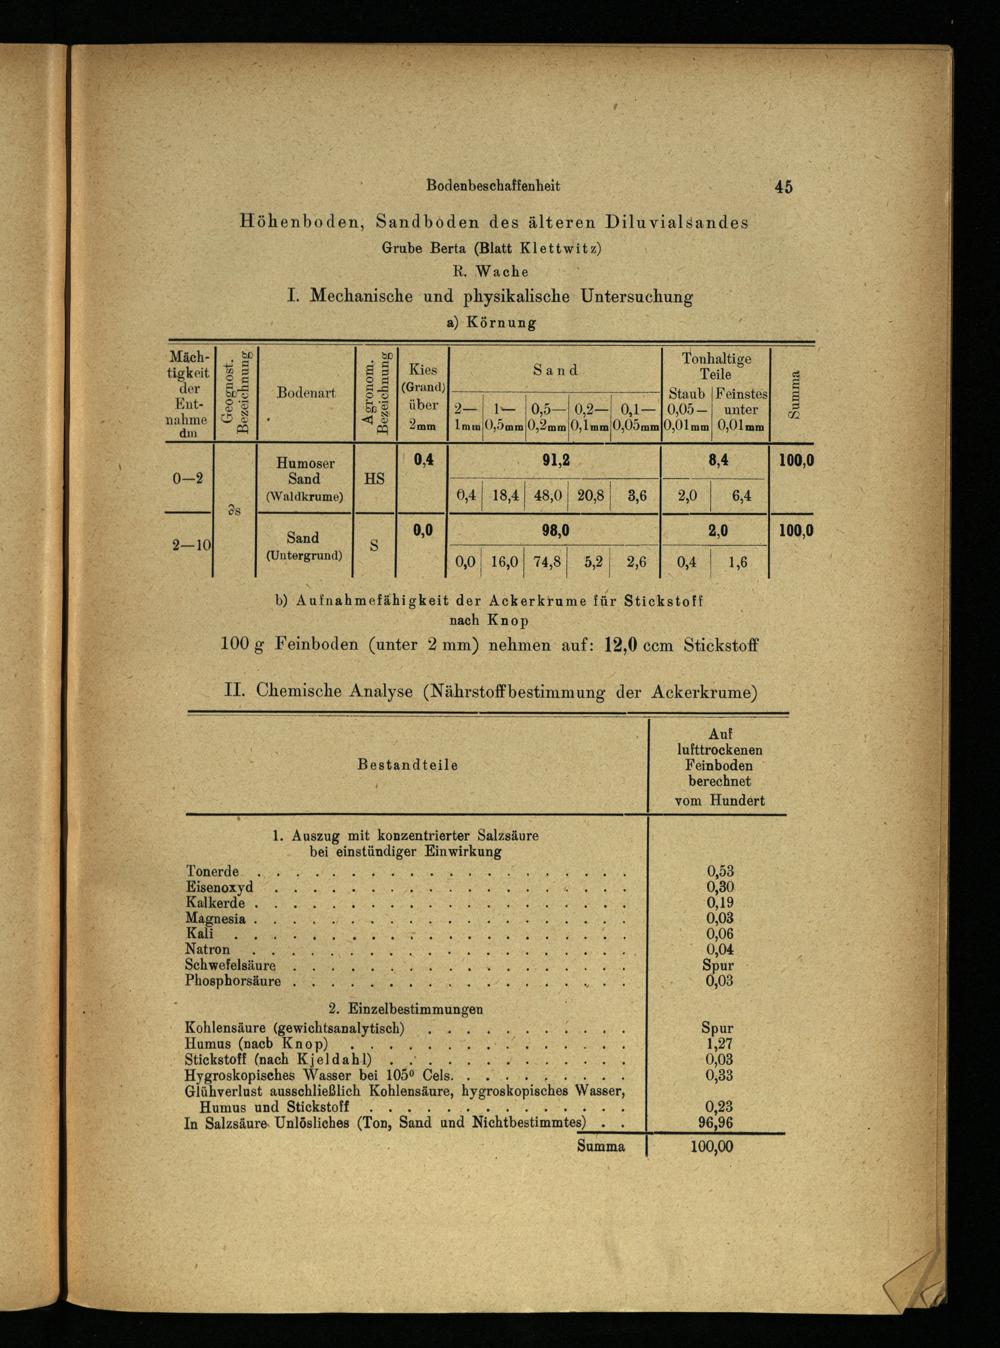 Bodenbeschaffenheit 45
Höhenboden, Sandboden des älteren Diluvialsandes
Grube Berta (Blatt Klettwitz)
R. Wache
I. Mechanische und physikalische Untersuchung
a) Körnung
Mäch-
tigkeit
der
Ent-
nahme
dm
Geognost.
Bezeichnung
Bodenart
Agronom.
Bezeichnung
Kies
(Grand)
über
2mm
Sand
2— 1— 0,5— 0,2— 0,1—
1mm 0,5mm 0,2mm 0,1mm 0,05mm
Tonhaltige
Teile
Staub Feinstes
0,05— unter
0,01mm 0,01mm
Summa
0—2 Humoser
Sand
(Waldkrume) HS 0,4 91,2 8,4 100,0
0,4 18,4 48,0 20,8 3,6 2,0 6,4
∂s
2—10 Sand
(Untergrund) S 0,0 98,0 2,0 100,0
0,0 16,0 74,8 5,2 2,6 0,4 1,6
b) Aufnahmefähigkeit der Ackerkrume für Stickstoff
nach Knop
100 g Feinboden (unter 2 mm) nehmen auf: 12,0 ccm Stickstoff
II. Chemische Analyse (Nährstoffbestimmung der Ackerkrume)
Bestandteile
Auf
lufttrockenen
Feinboden
berechnet
vom Hundert
1. Auszug mit konzentrierter Salzsäure
bei einstündiger Einwirkung
Tonerde . . . . . . . . . . . . . . . . . . . . 0,53
Eisenoxyd . . . . . . . . . . . . . . . . . . . 0,30
Kalkerde . . . . . . . . . . . . . . . . . . . . 0,19
Magnesia . . . . . . . . . . . . . . . . . . . . 0,03
Kali . . . . . . . . . . . . . . . . . . . . . 0,06
Natron . . . . . . . . . . . . . . . . . . . . 0,04
Schwefelsäure . . . . . . . . . . . . . . . . . . Spur
Phosphorsäure . . . . . . . . . . . . . . . . . . 0,03
2. Einzelbestimmungen
Kohlensäure (gewichtsanalytisch) . . . . . . . . . . . Spur
Humus (nach Knop) . . . . . . . . . . . . . . . 1,27
Stickstoff (nach Kjeldahl) . . . . . . . . . . . . . 0,03
Hygroskopisches Wasser bei 105° Cels. . . . . . . . . . 0,33
Glühverlust ausschließlich Kohlensäure, hygroskopisches Wasser,
Humus und Stickstoff . . . . . . . . . . . . . . 0,23
In Salzsäure Unlösliches (Ton, Sand und Nichtbestimmtes) . . 96,96
Summa 100,00